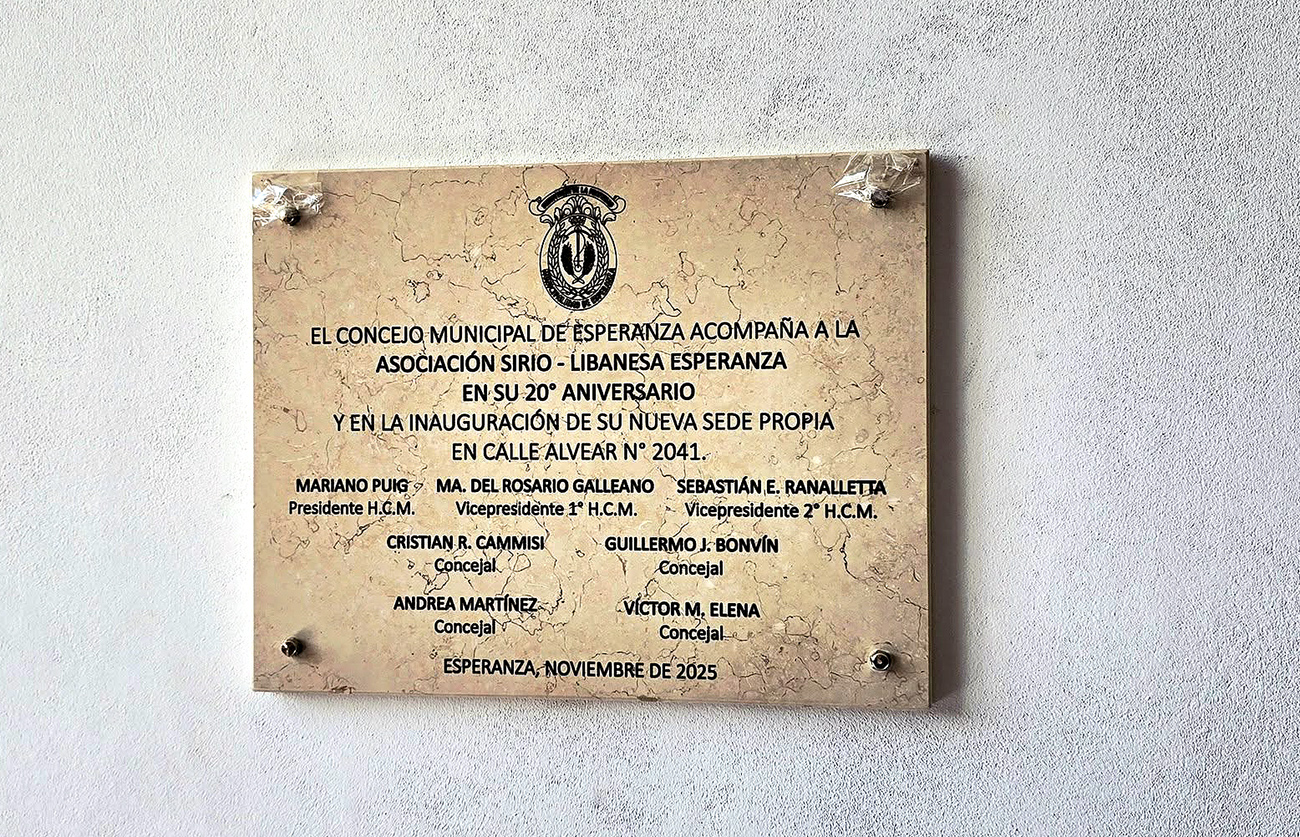 EL CONCEJO MUNICIPAL DE ESPERANZA ACOMPAÑA A LA
ASOCIACIÓN SIRIO - LIBANESA ESPERANZA
EN SU 20° ANIVERSARIO
Y EN LA INAUGURACIÓN DE SU NUEVA SEDE PROPIA
EN CALLE ALVEAR N° 2041.
MARIANO PUIG MA. DEL ROSARIO GALLEANO SEBASTIÁN E. RANALLETTA
Presidente H.C.M. Vicepresidente 1° H.C.M. Vicepresidente 2° H.C.M.
CRISTIAN R. CAMMISI GUILLERMO J. BONVÍN
Concejal Concejal
ANDREA MARTÍNEZ VÍCTOR M. ELENA
Concejal Concejal
ESPERANZA, NOVIEMBRE DE 2025